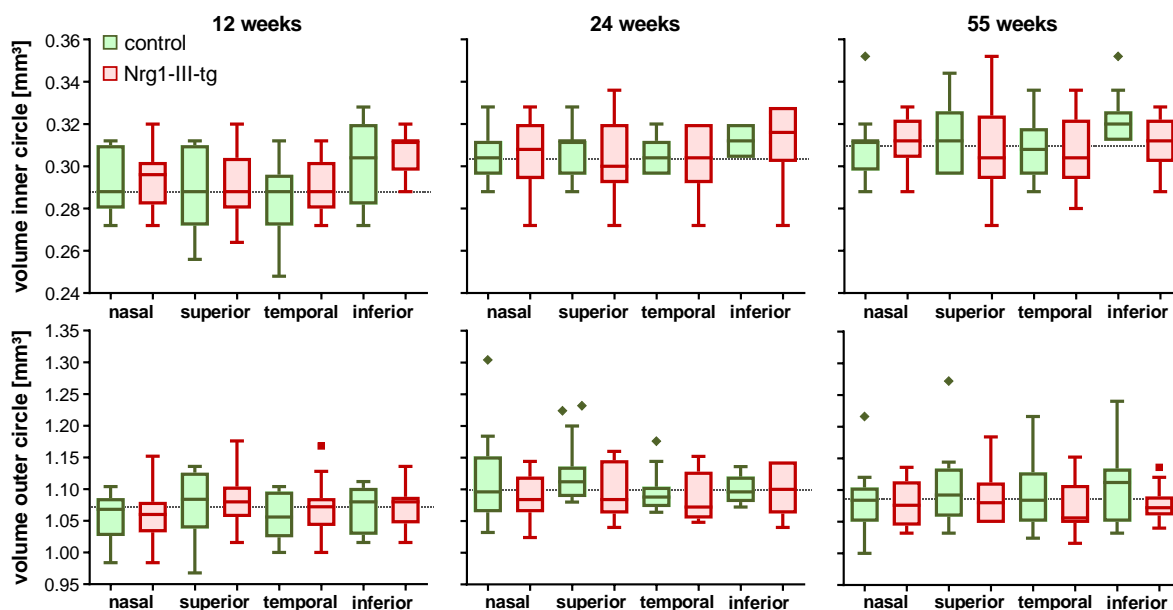 12 weeks
24 weeks
55 weeks
volume inner circle [mm³]
0.36
0.34
0.32
0.30
0.28
0.26
0.24
control
Nrg1-III-tg
nasal superior temporal inferior
nasal superior temporal inferior
nasal superior temporal inferior
volume outer circle [mm³]
1.35
1.30
1.25
1.20
1.15
1.10
1.05
1.00
0.95
nasal superior temporal inferior
nasal superior temporal inferior
nasal superior temporal inferior